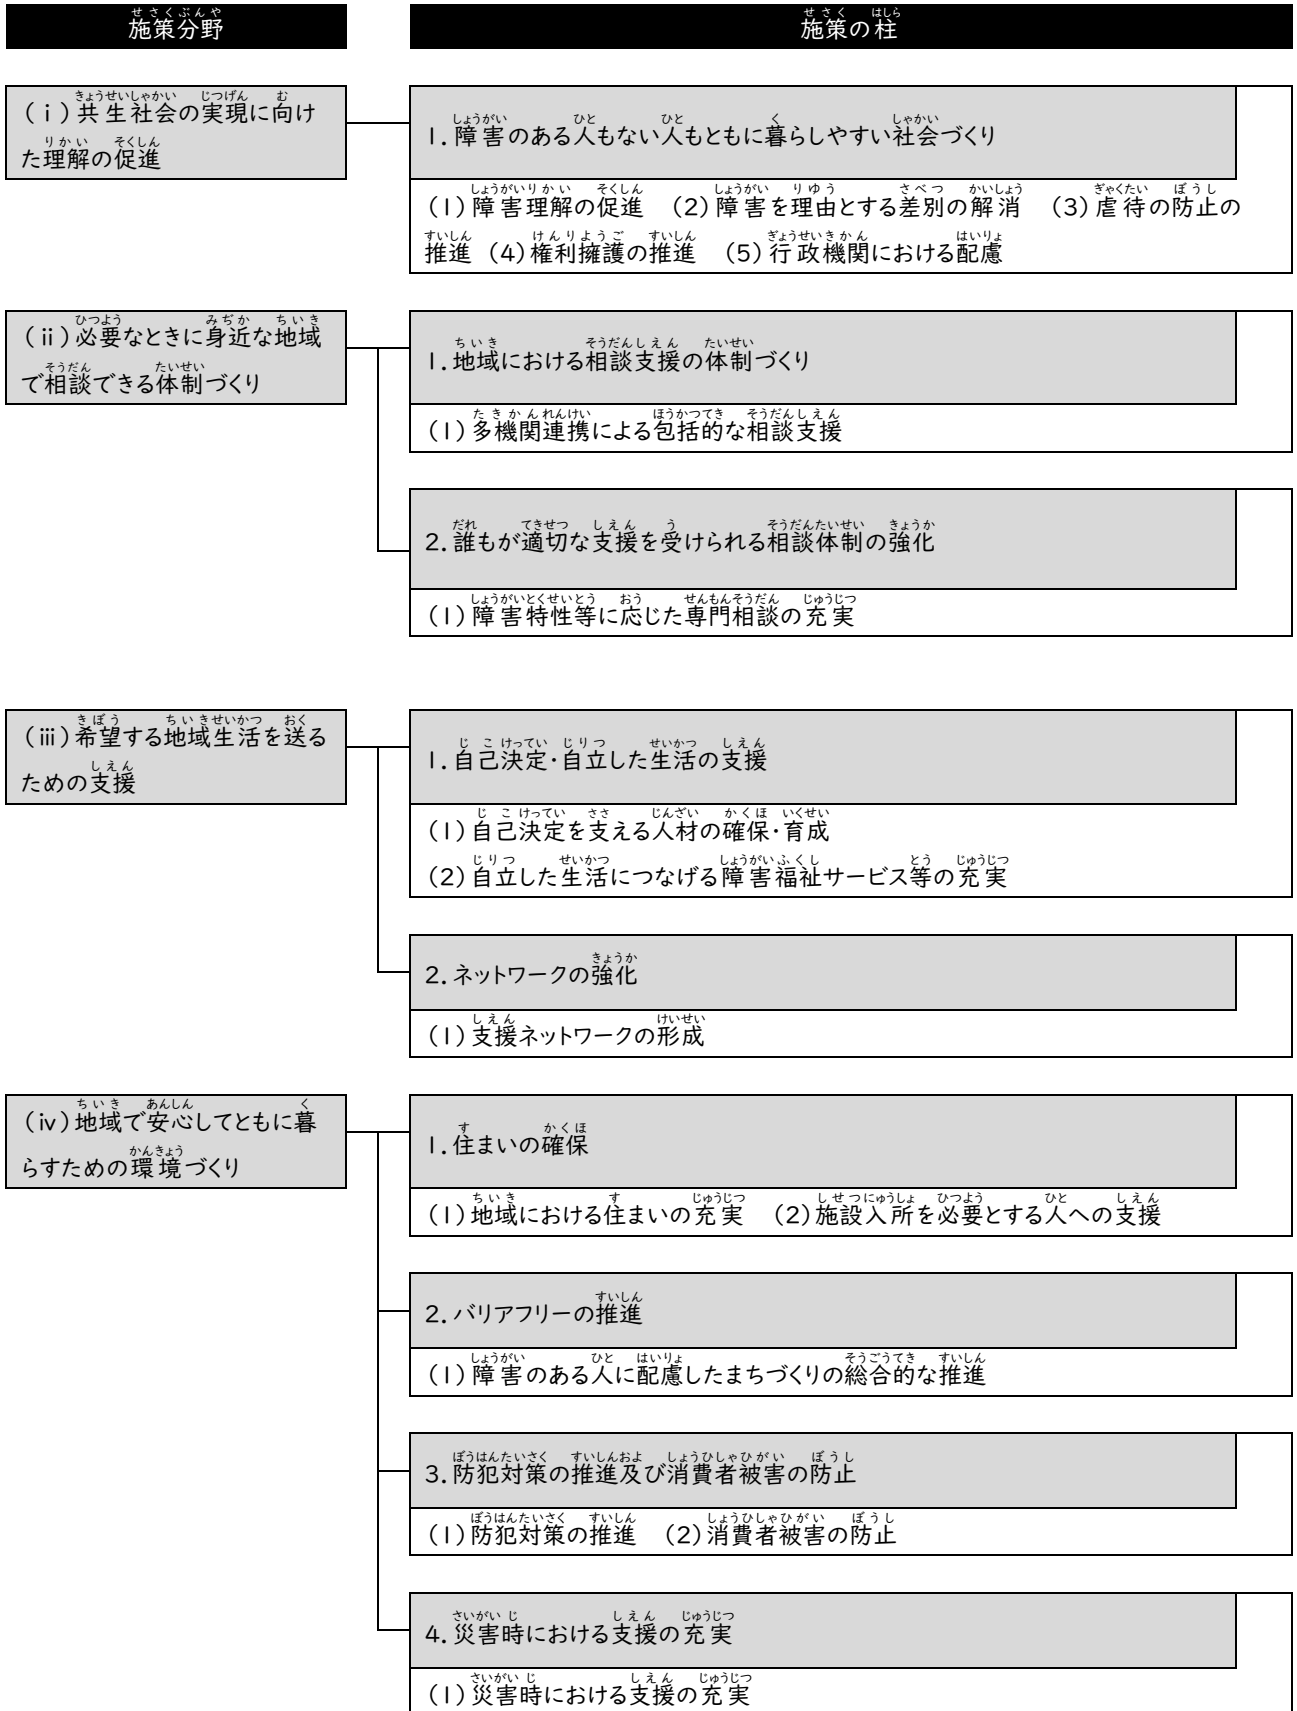 施策分野
施策の柱
(ⅰ)共生社会の実現に向け
た理解の促進
1.障害のある人もない人もともに暮らしやすい社会づくり
(1)障害理解の促進　(2)障害を理由とする差別の解消　(3)虐待の防止の
推進　(4)権利擁護の推進　(5)行政機関における配慮
(ⅱ)必要なときに身近な地域
で相談できる体制づくり
1.地域における相談支援の体制づくり
(1)多機関連携による包括的な相談支援
2.誰もが適切な支援を受けられる相談体制の強化
(1)障害特性等に応じた専門相談の充実
(ⅲ)希望する地域生活を送る
ための支援
1.自己決定・自立した生活の支援
(1)自己決定を支える人材の確保・育成
(2)自立した生活につなげる障害福祉サービス等の充実
2.ネットワークの強化
(1)支援ネットワークの形成
(ⅳ)地域で安心してともに暮
らすための環境づくり
1.住まいの確保
(1)地域における住まいの充実　(2)施設入所を必要とする人への支援
2.バリアフリーの推進
(1)障害のある人に配慮したまちづくりの総合的な推進
3.防犯対策の推進及び消費者被害の防止
(1)防犯対策の推進　(2)消費者被害の防止
4.災害時における支援の充実
(1)災害時における支援の充実